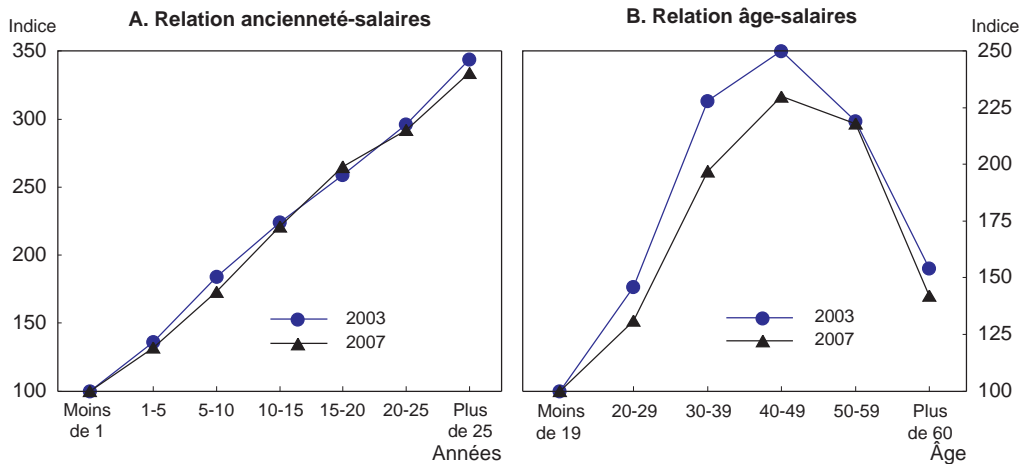 A. Relation ancienneté-salaires
Indice
350
300
250
200
150
100
2003
2007
Moins de 1
1-5
5-10
10-15
15-20
20-25
Plus de 25
Années
B. Relation âge-salaires
Indice
250
225
200
175
150
125
100
2003
2007
Moins de 19
20-29
30-39
40-49
50-59
Plus de 60
Âge